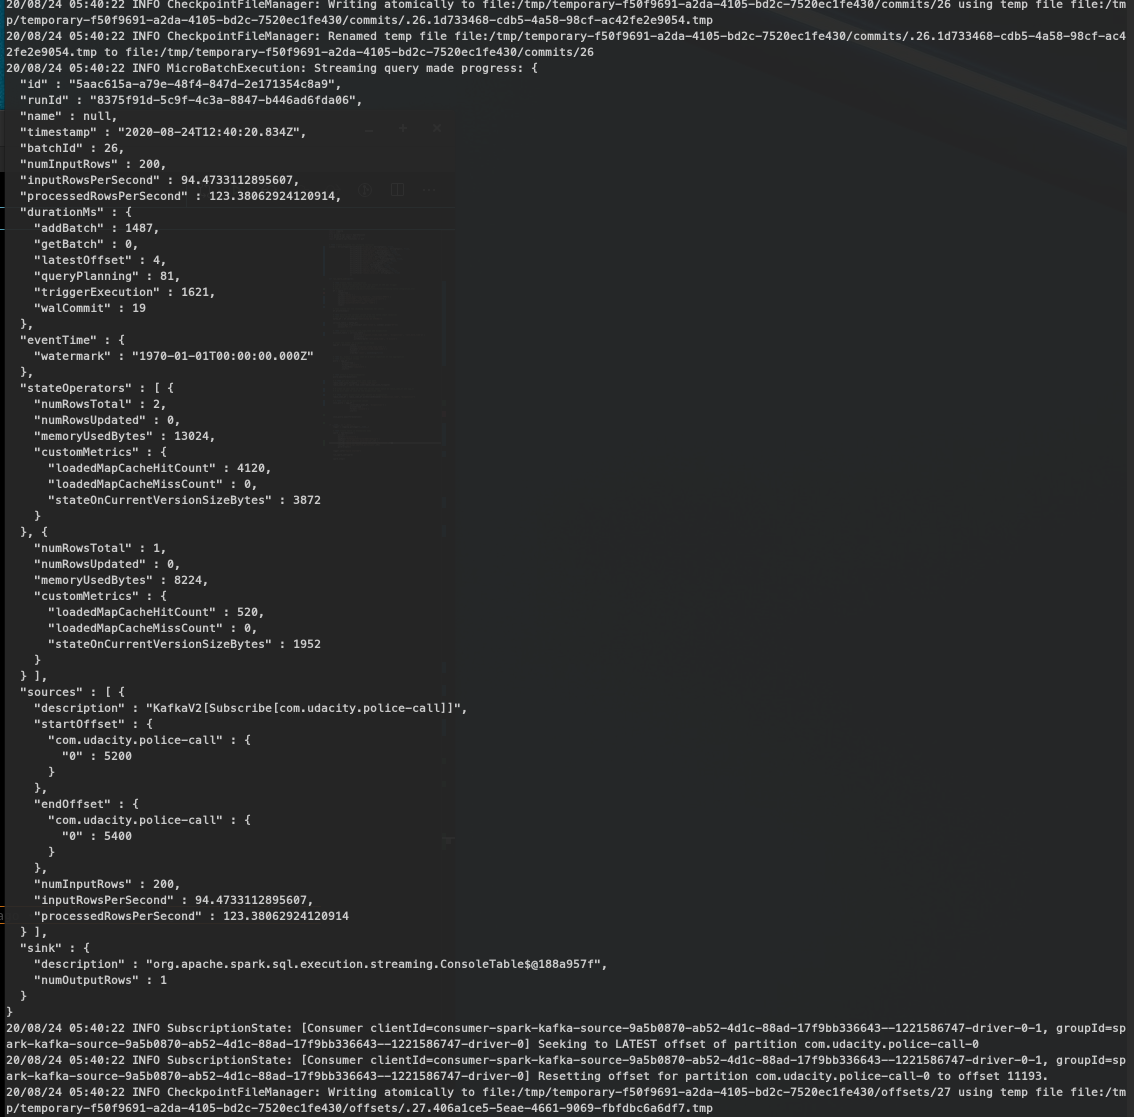 20/08/24 05:40:22 INFO CheckpointFileManager: Writing atomically to file:/tmp/temporary-f50f9691-a2da-4105-bd2c-7520ec1fe430/commits/26 using temp file file:/tm
p/temporary-f50f9691-a2da-4105-bd2c-7520ec1fe430/commits/.26.1d733468-cdb5-4a58-98cf-ac42fe2e9054.tmp
20/08/24 05:40:22 INFO CheckpointFileManager: Renamed temp file file:/tmp/temporary-f50f9691-a2da-4105-bd2c-7520ec1fe430/commits/.26.1d733468-cdb5-4a58-98cf-ac4
2fe2e9054.tmp to file:/tmp/temporary-f50f9691-a2da-4105-bd2c-7520ec1fe430/commits/26
20/08/24 05:40:22 INFO MicroBatchExecution: Streaming query made progress: {
  "id" : "5aac615a-a79e-48f4-847d-2e171354c8a9",
  "runId" : "8375f91d-5c9f-4c3a-8847-b446ad6fda06",
  "name" : null,
  "timestamp" : "2020-08-24T12:40:20.834Z",
  "batchId" : 26,
  "numInputRows" : 200,
  "inputRowsPerSecond" : 94.4733112895607,
  "processedRowsPerSecond" : 123.38062924120914,
  "durationMs" : {
    "addBatch" : 1487,
    "getBatch" : 0,
    "latestOffset" : 4,
    "queryPlanning" : 81,
    "triggerExecution" : 1621,
    "walCommit" : 19
  },
  "eventTime" : {
    "watermark" : "1970-01-01T00:00:00.000Z"
  },
  "stateOperators" : [ {
    "numRowsTotal" : 2,
    "numRowsUpdated" : 0,
    "memoryUsedBytes" : 13024,
    "customMetrics" : {
      "loadedMapCacheHitCount" : 4120,
      "loadedMapCacheMissCount" : 0,
      "stateOnCurrentVersionSizeBytes" : 3872
    }
  }, {
    "numRowsTotal" : 1,
    "numRowsUpdated" : 0,
    "memoryUsedBytes" : 8224,
    "customMetrics" : {
      "loadedMapCacheHitCount" : 520,
      "loadedMapCacheMissCount" : 0,
      "stateOnCurrentVersionSizeBytes" : 1952
    }
  } ],
  "sources" : [ {
    "description" : "KafkaV2[Subscribe[com.udacity.police-call]]",
    "startOffset" : {
      "com.udacity.police-call" : {
        "0" : 5200
      }
    },
    "endOffset" : {
      "com.udacity.police-call" : {
        "0" : 5400
      }
    },
    "numInputRows" : 200,
    "inputRowsPerSecond" : 94.4733112895607,
    "processedRowsPerSecond" : 123.38062924120914
  } ],
  "sink" : {
    "description" : "org.apache.spark.sql.execution.streaming.ConsoleTable$@188a957f",
    "numOutputRows" : 1
  }
}
20/08/24 05:40:22 INFO SubscriptionState: [Consumer clientId=consumer-spark-kafka-source-9a5b0870-ab52-4d1c-88ad-17f9bb336643--1221586747-driver-0-1, groupId=sp
ark-kafka-source-9a5b0870-ab52-4d1c-88ad-17f9bb336643--1221586747-driver-0] Seeking to LATEST offset of partition com.udacity.police-call-0
20/08/24 05:40:22 INFO SubscriptionState: [Consumer clientId=consumer-spark-kafka-source-9a5b0870-ab52-4d1c-88ad-17f9bb336643--1221586747-driver-0-1, groupId=sp
ark-kafka-source-9a5b0870-ab52-4d1c-88ad-17f9bb336643--1221586747-driver-0] Resetting offset for partition com.udacity.police-call-0 to offset 11193.
20/08/24 05:40:22 INFO CheckpointFileManager: Writing atomically to file:/tmp/temporary-f50f9691-a2da-4105-bd2c-7520ec1fe430/offsets/27 using temp file file:/tm
p/temporary-f50f9691-a2da-4105-bd2c-7520ec1fe430/offsets/.27.406a1ce5-5eae-4661-9069-fbfdbc6a6df7.tmp